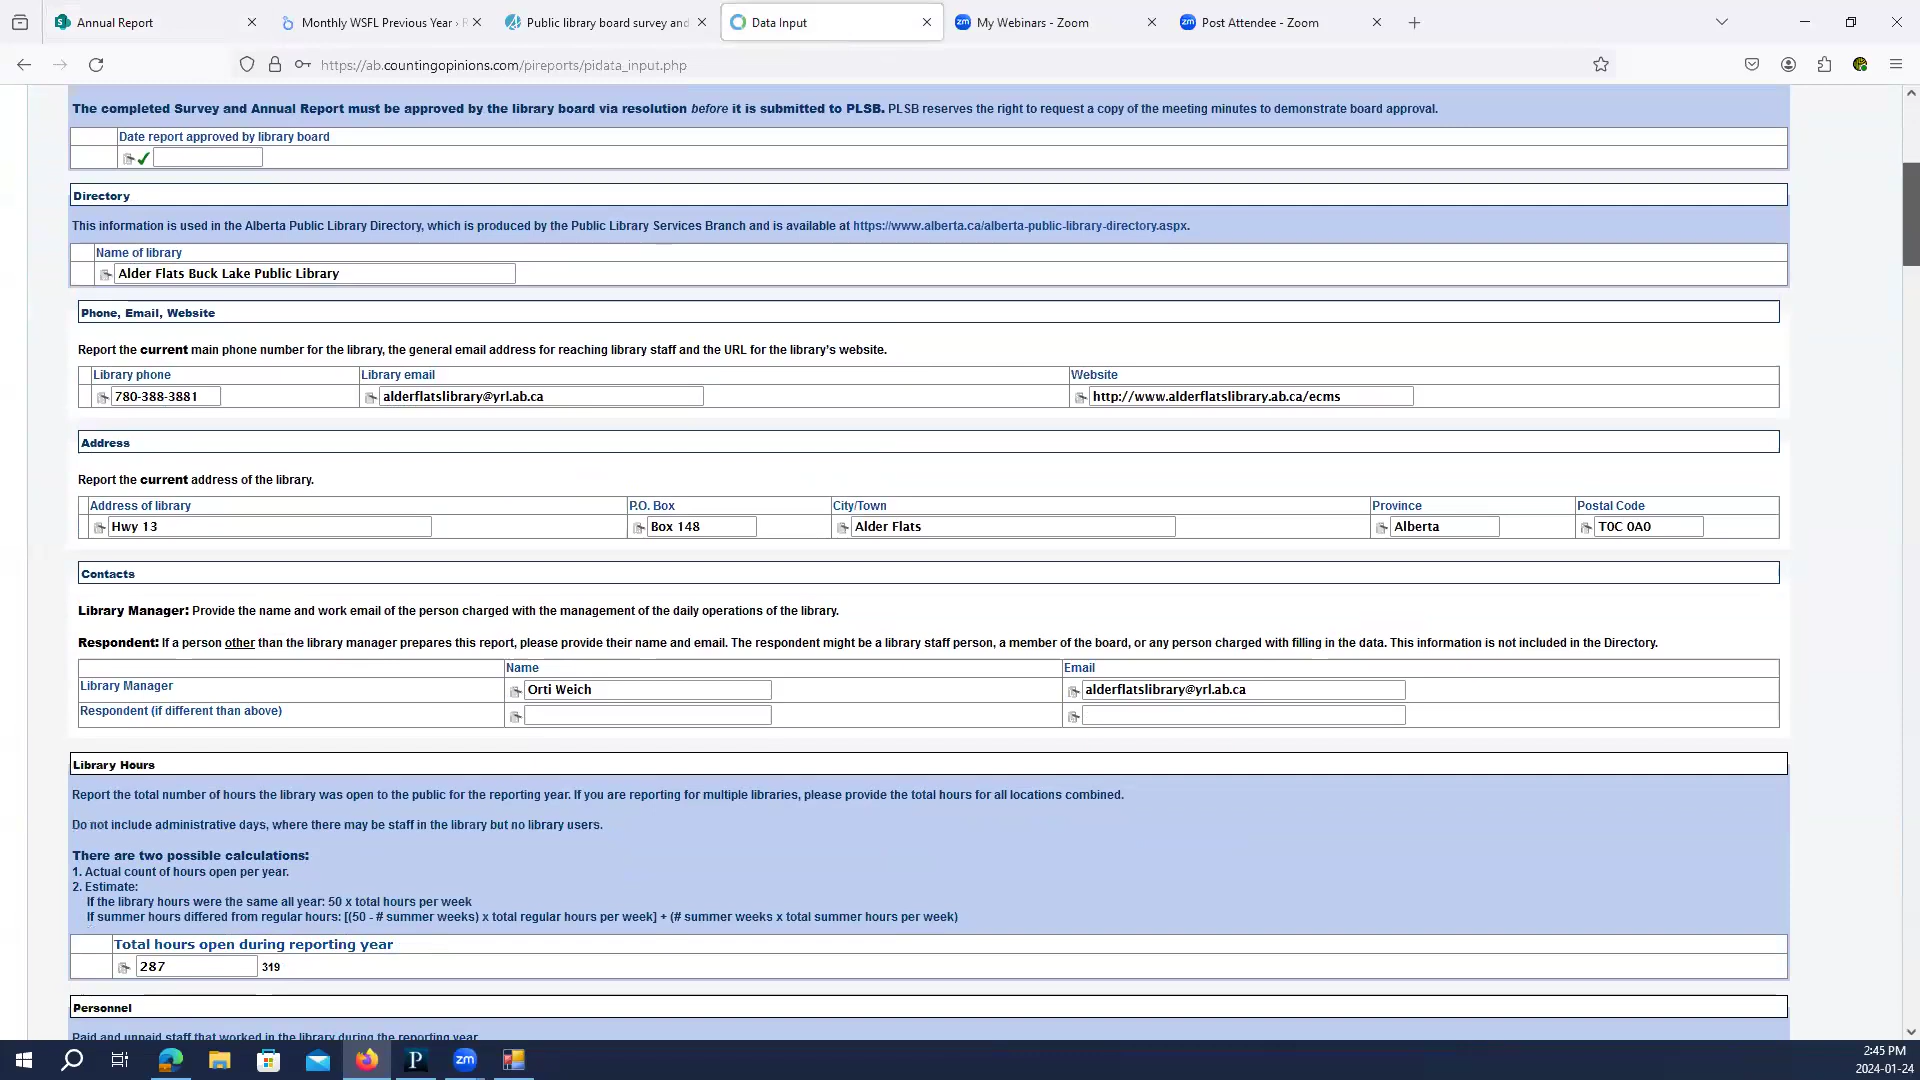 Annual Report
Monthly WSFL Previous Year › R
Public library board survey and
Data Input
My Webinars - Zoom
Post Attendee - Zoom
https://ab.countingopinions.com/pireports/pidata_input.php
The completed Survey and Annual Report must be approved by the library board via resolution before it is submitted to PLSB. PLSB reserves the right to request a copy of the meeting minutes to demonstrate board approval.
Date report approved by library board
Directory
This information is used in the Alberta Public Library Directory, which is produced by the Public Library Services Branch and is available at https://www.alberta.ca/alberta-public-library-directory.aspx.
Name of library
Alder Flats Buck Lake Public Library
Phone, Email, Website
Report the current main phone number for the library, the general email address for reaching library staff and the URL for the library's website.
Library phone Library email Website
780-388-3881 alderflatslibrary@yrl.ab.ca http://www.alderflatslibrary.ab.ca/ecms
Address
Report the current address of the library.
Address of library P.O. Box City/Town Province Postal Code
Hwy 13 Box 148 Alder Flats Alberta T0C 0A0
Contacts
Library Manager: Provide the name and work email of the person charged with the management of the daily operations of the library.
Respondent: If a person other than the library manager prepares this report, please provide their name and email. The respondent might be a library staff person, a member of the board, or any person charged with filling in the data. This information is not included in the Directory.
Name Email
Library Manager Orti Weich alderflatslibrary@yrl.ab.ca
Respondent (if different than above)
Library Hours
Report the total number of hours the library was open to the public for the reporting year. If you are reporting for multiple libraries, please provide the total hours for all locations combined.
Do not include administrative days, where there may be staff in the library but no library users.
There are two possible calculations:
1. Actual count of hours open per year.
2. Estimate:
If the library hours were the same all year: 50 x total hours per week
If summer hours differed from regular hours: [(50 - # summer weeks) x total regular hours per week] + (# summer weeks x total summer hours per week)
Total hours open during reporting year
287 319
Personnel
Paid and unpaid staff that worked in the library during the reporting year
2:45 PM
2024-01-24